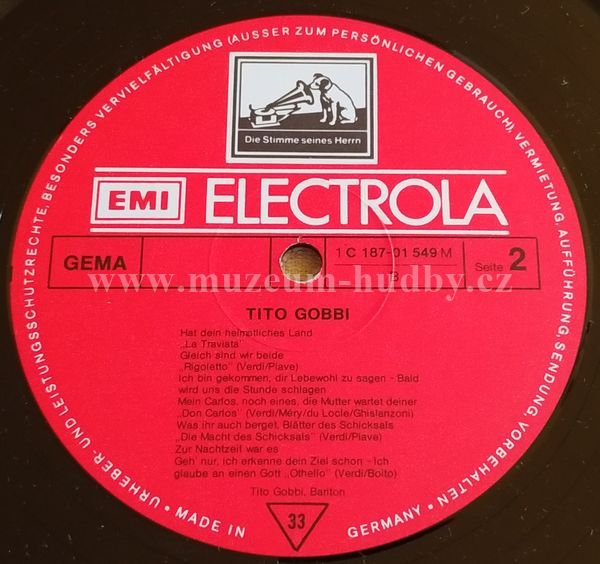 URHEBER- UND LEISTUNGSSCHUTZRECHTE, BESONDERS VERVIELFÄLTIGUNG (AUSSER ZUM PERSÖNLICHEN GEBRAUCH), VERMIETUNG, AUFFÜHRUNG, SENDUNG, VORBEHALTEN • MADE IN GERMANY •
Die Stimme seines Herrn
EMI ELECTROLA
GEMA
1 C 187-01 549 M
Seite 2
www.muzeum-hudby.cz
TITO GOBBI
Hat dein heimatliches Land
„La Traviata"
Gleich sind wir beide
„Rigoletto" (Verdi/Piave)
Ich bin gekommen, dir Lebewohl zu sagen - Bald
wird uns die Stunde schlagen
Mein Carlos, noch eines, die Mutter wartet deiner
„Don Carlos" (Verdi/Méry/du Locle/Ghislanzoni)
Was ihr auch berget, Blätter des Schicksals
„Die Macht des Schicksals" (Verdi/Piave)
Zur Nachtzeit war es
Geh' nur, ich erkenne dein Ziel schon - Ich
glaube an einen Gott „Othello" (Verdi/Boito)
Tito Gobbi, Bariton
33